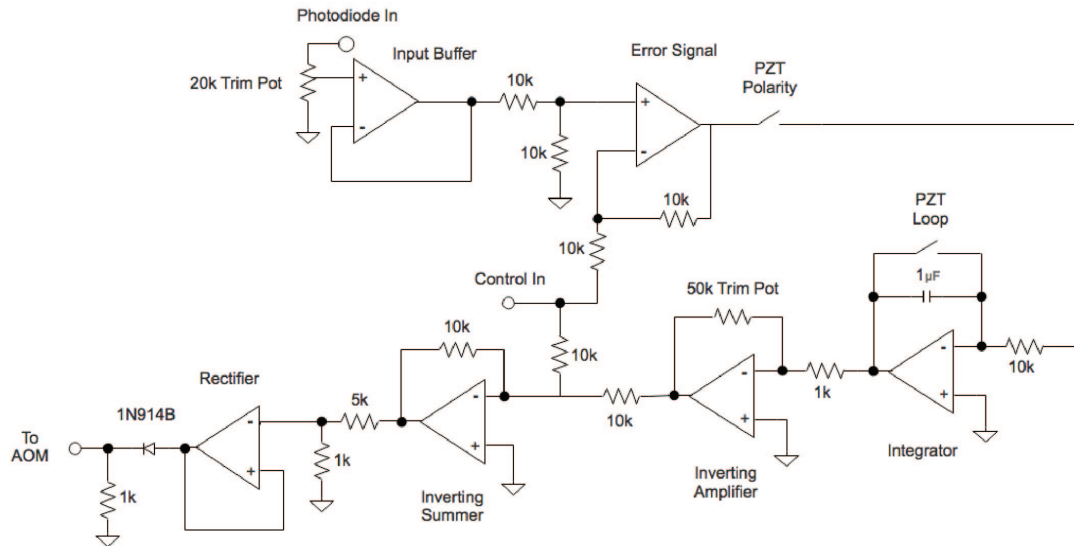 Photodiode In
Input Buffer
Error Signal
PZT
Polarity
20k Trim Pot
+
-
10k
10k
+
-
10k
10k
PZT
Loop
1µF
Control In
50k Trim Pot
10k
10k
-
+
10k
Integrator
1k
-
+
Inverting
Amplifier
10k
-
+
Inverting
Summer
5k
1k
Rectifier
1N914B
-
+
To
AOM
1k